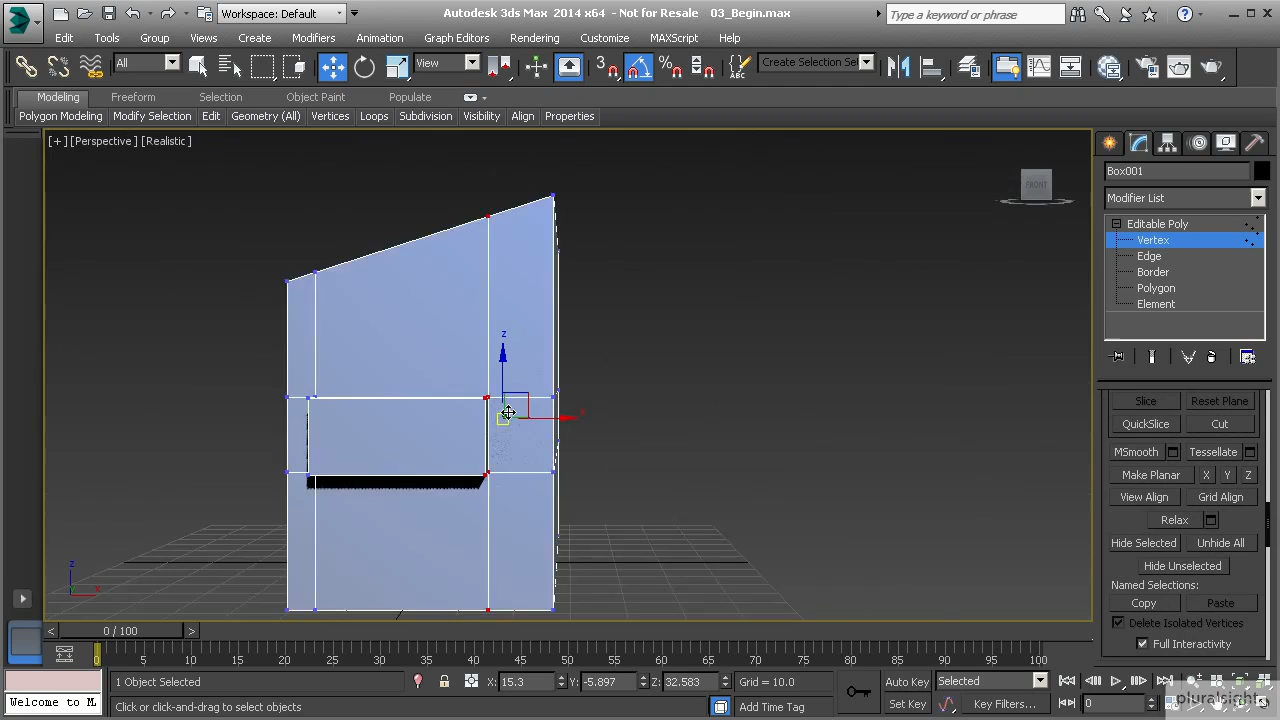 Workspace: Default
Autodesk 3ds Max 2014 x64 - Not for Resale 03_Begin.max
Type a keyword or phrase
Edit Tools Group Views Create Modifiers Animation Graph Editors Rendering Customize MAXScript Help
All
View
3
Create Selection Se
Modeling Freeform Selection Object Paint Populate
Polygon Modeling Modify Selection Edit Geometry (All) Vertices Loops Subdivision Visibility Align Properties
[+] [Perspective] [Realistic]
FRONT
Box001
Modifier List
Editable Poly
Vertex
Edge
Border
Polygon
Element
z
x
Slice Reset Plane
QuickSlice Cut
MSmooth Tessellate
Make Planar X Y Z
View Align Grid Align
Relax
Hide Selected Unhide All
Hide Unselected
Named Selections:
Copy Paste
Delete Isolated Vertices
Full Interactivity
z
x
< 0 / 100 >
0 5 10 15 20 25 30 35 40 45 50 55 60 65 70 75 80 85 90 95 100
1 Object Selected
X: 15.3 Y: -5.897 Z: 32.583 Grid = 10.0
Auto Key Selected
Welcome to M
Click or click-and-drag to select objects
Add Time Tag
Set Key Key Filters... 0
pluralsight